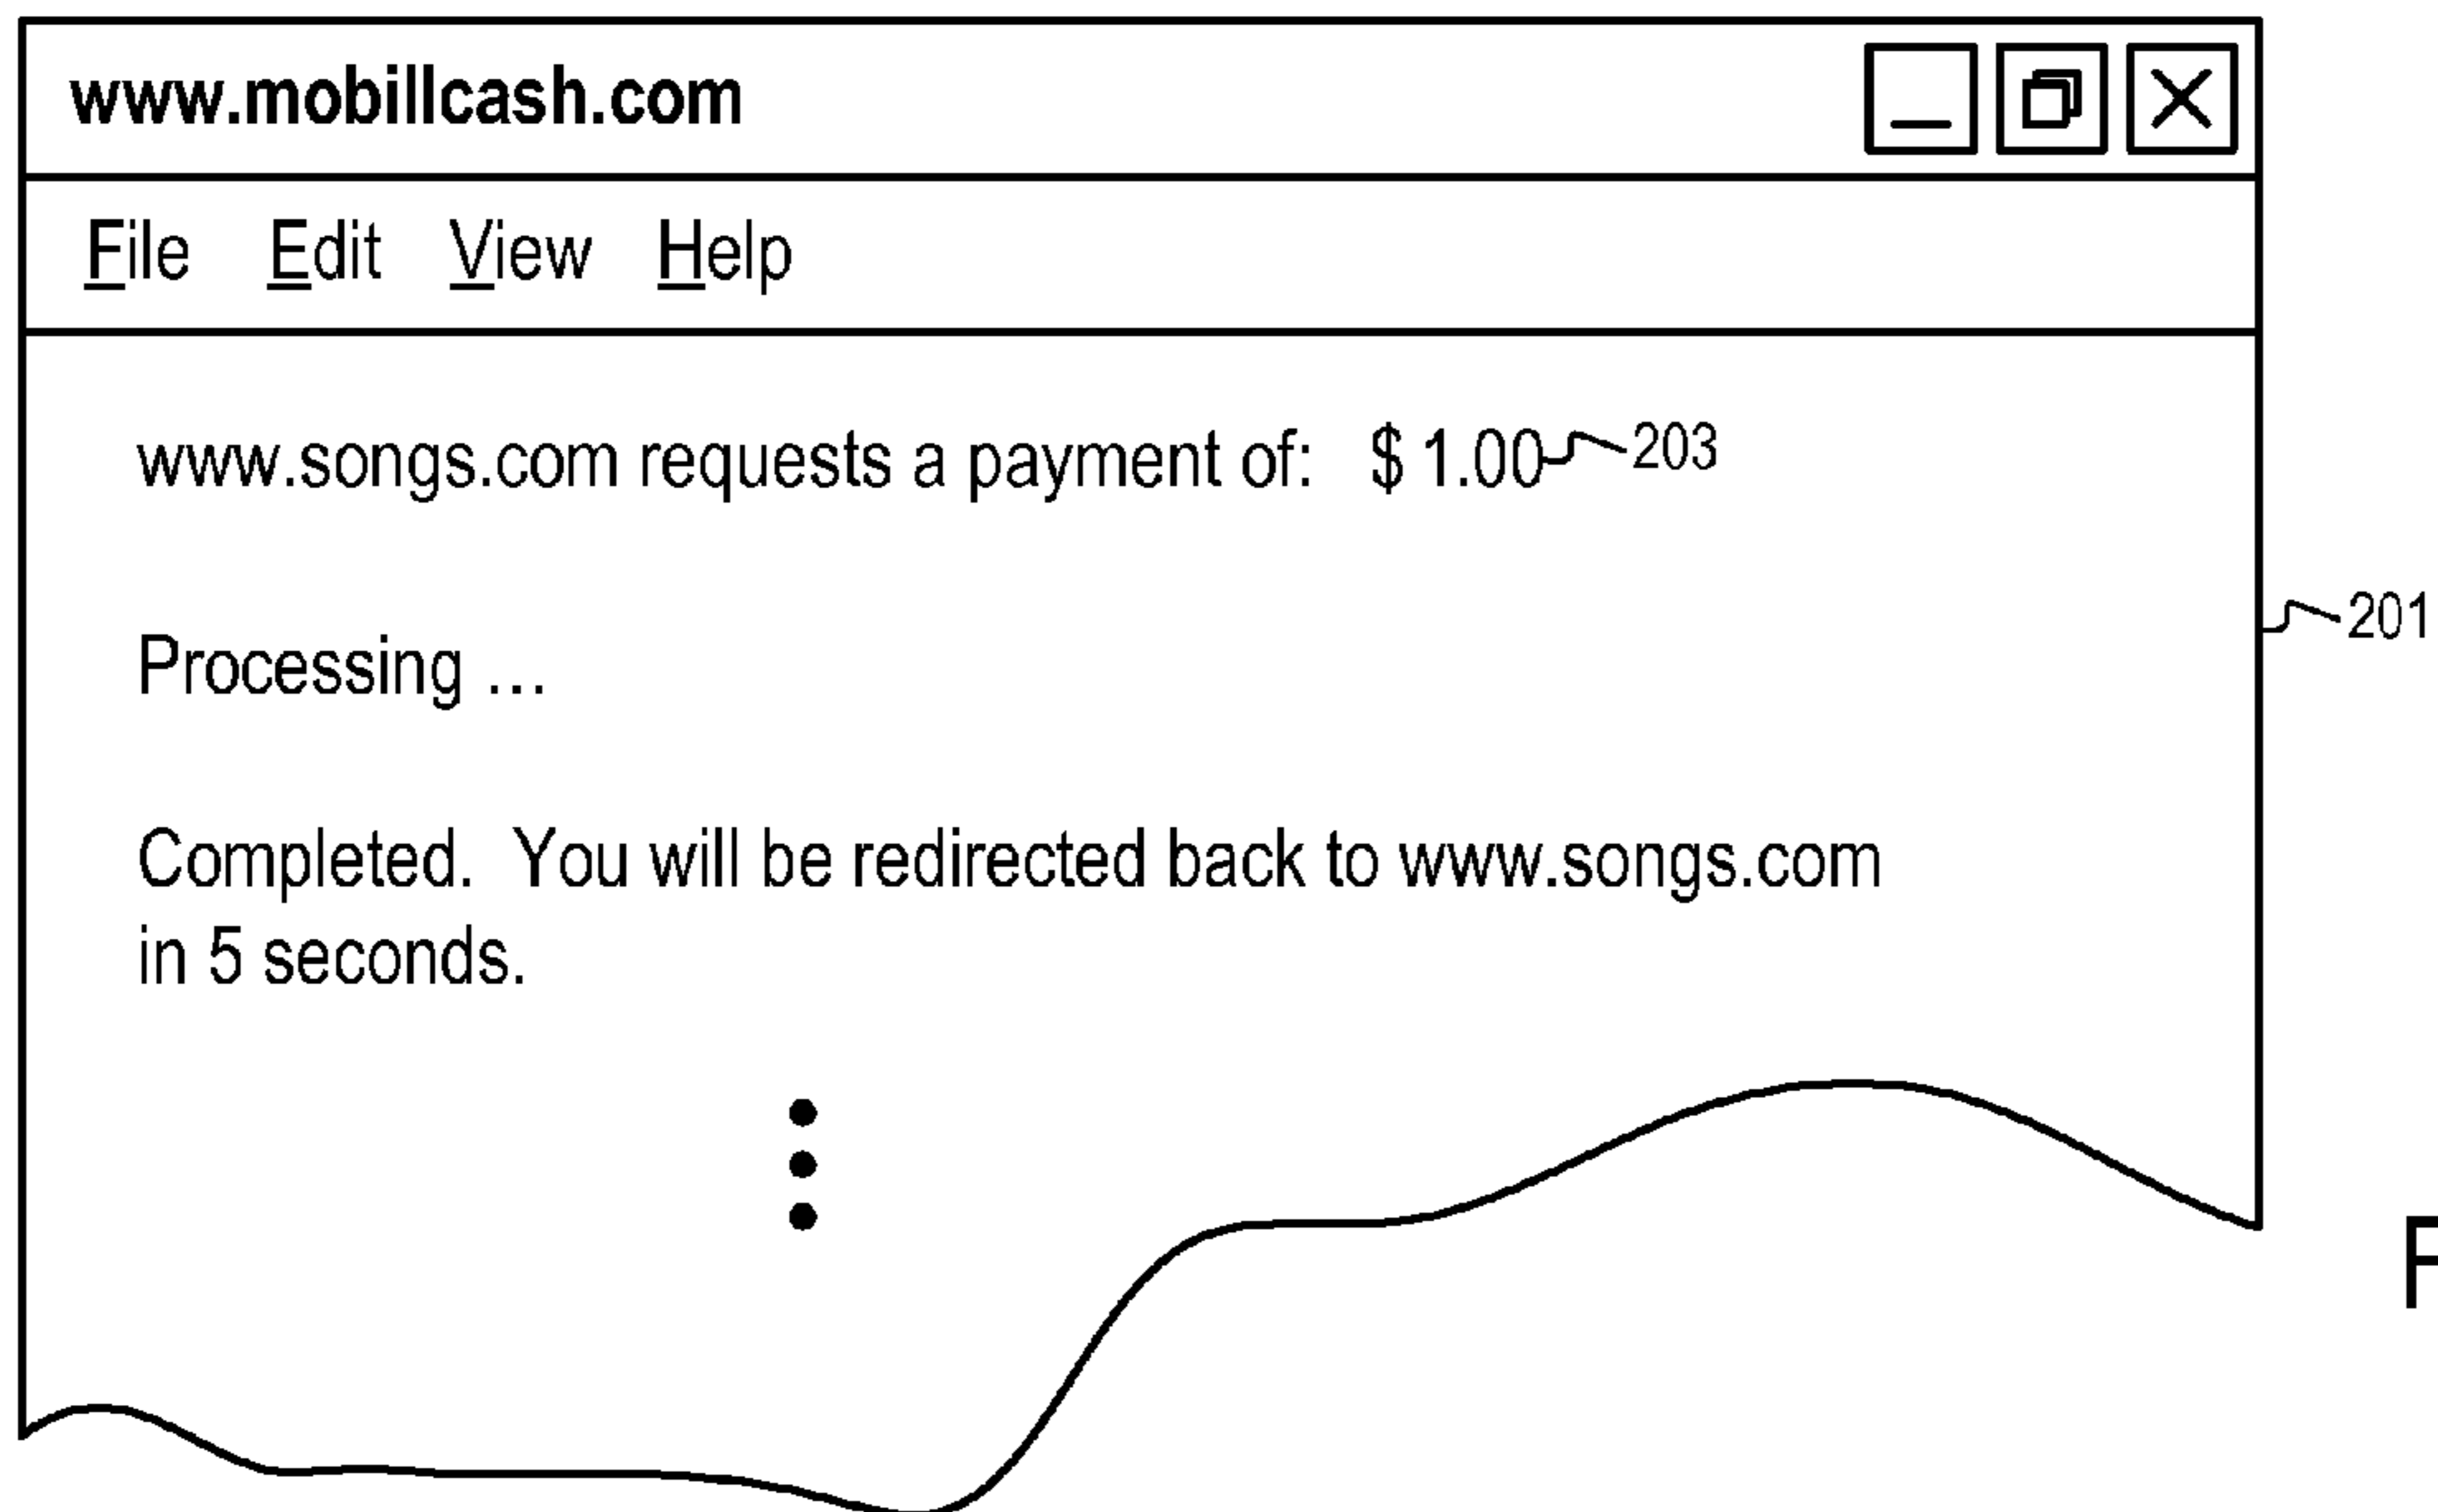 www.mobillcash.com
File Edit View Help
www.songs.com requests a payment of: $ 1.00 203
201
Processing ...
Completed. You will be redirected back to www.songs.com
in 5 seconds.
F